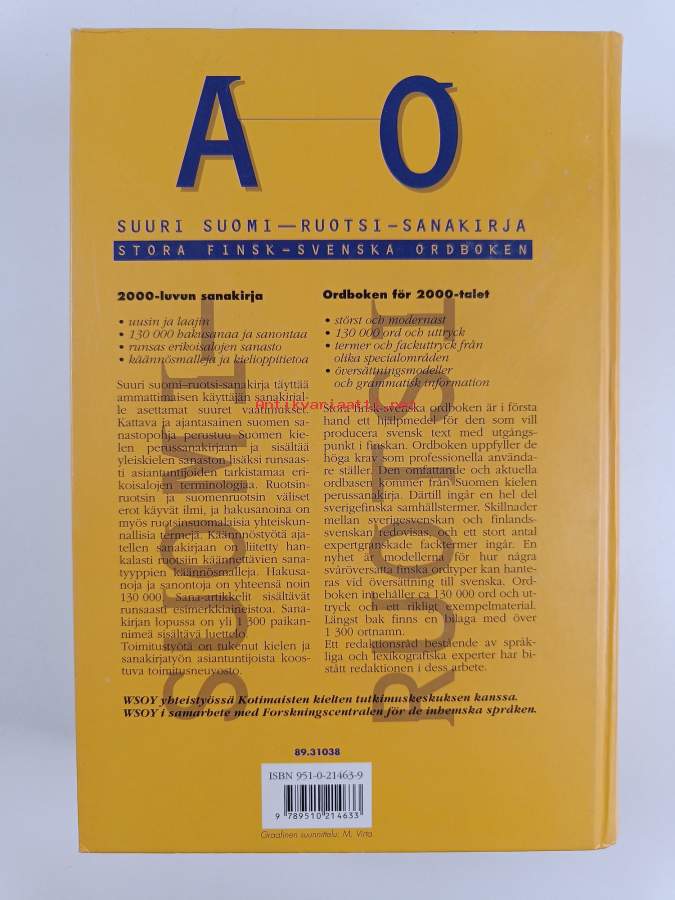 A—O
SUURI SUOMI—RUOTSI-SANAKIRJA
STORA FINSK-SVENSKA ORDBOKEN
2000-luvun sanakirja
• uusin ja laajin
• 130 000 hakusanaa ja sanontaa
• runsas erikoisalojen sanasto
• käännösmalleja ja kielioppitietoa
Suuri suomi–ruotsi-sanakirja täyttää
ammattimaisen käyttäjän sanakirjal-
le asettamat suuret vaatimukset.
Kattava ja ajantasainen suomen sa-
nastopohja perustuu Suomen kie-
len perussanakirjaan ja sisältää
yleiskielen sanaston lisäksi runsaas-
ti asiantuntijoiden tarkistamaa eri-
koisalojen terminologiaa. Ruotsin-
ruotsin ja suomenruotsin väliset
erot käyvät ilmi, ja hakusanoina on
myös ruotsinsuomalaisia yhteiskun-
nallisia termejä. Käännnöstyötä aja-
tellen sanakirjaan on liitetty han-
kalasti ruotsiin käännettävien sana-
tyyppien käännösmalleja. Hakusa-
noja ja sanontoja on yhteensä noin
130 000. Sana-artikkelit sisältävät
runsaasti esimerkkiaineistoa. Sana-
kirjan lopussa on yli 1 300 paikan-
nimeä sisältävä luettelo.
Toimitustyötä on tukenut kielen ja
sanakirjatyön asiantuntijoista koos-
tuva toimitusneuvosto.
Ordboken för 2000-talet
• störst och modernast
• 130 000 ord och uttryck
• termer och fackuttryck från
olika specialområden
• översättningsmodeller
och grammatisk information
Stora finsk-svenska ordboken är i första
hand ett hjälpmedel för den som vill
producera svensk text med utgångs-
punkt i finskan. Ordboken uppfyller de
höga krav som professionella använda-
re ställer. Den omfattande och aktuella
ordbasen kommer från Suomen kielen
perussanakirja. Därtill ingår en hel del
sverigefinska samhällstermer. Skillnader
mellan sverigesvenskan och finlands-
svenskan redovisas, och ett stort antal
expertgranskade facktermer ingår. En
nyhet är modellerna för hur några
svåröversatta finska ordtyper kan hante-
ras vid översättning till svenska. Ord-
boken innehåller ca 130 000 ord och ut-
tryck och ett rikligt exempelmaterial.
Längst bak finns en bilaga med över
1 300 ortnamn.
Ett redaktionsråd bestående av språk-
liga och lexikografiska experter har bi-
stått redaktionen i dess arbete.
SUOMI–
RUOTSI
Antikvariaatti.net
WSOY yhteistyössä Kotimaisten kielten tutkimuskeskuksen kanssa.
WSOY i samarbete med Forskningscentralen för de inhemska språken.
89.31038
ISBN 951-0-21463-9
9 789510 214633
Graafinen suunnittelu: M. Virta